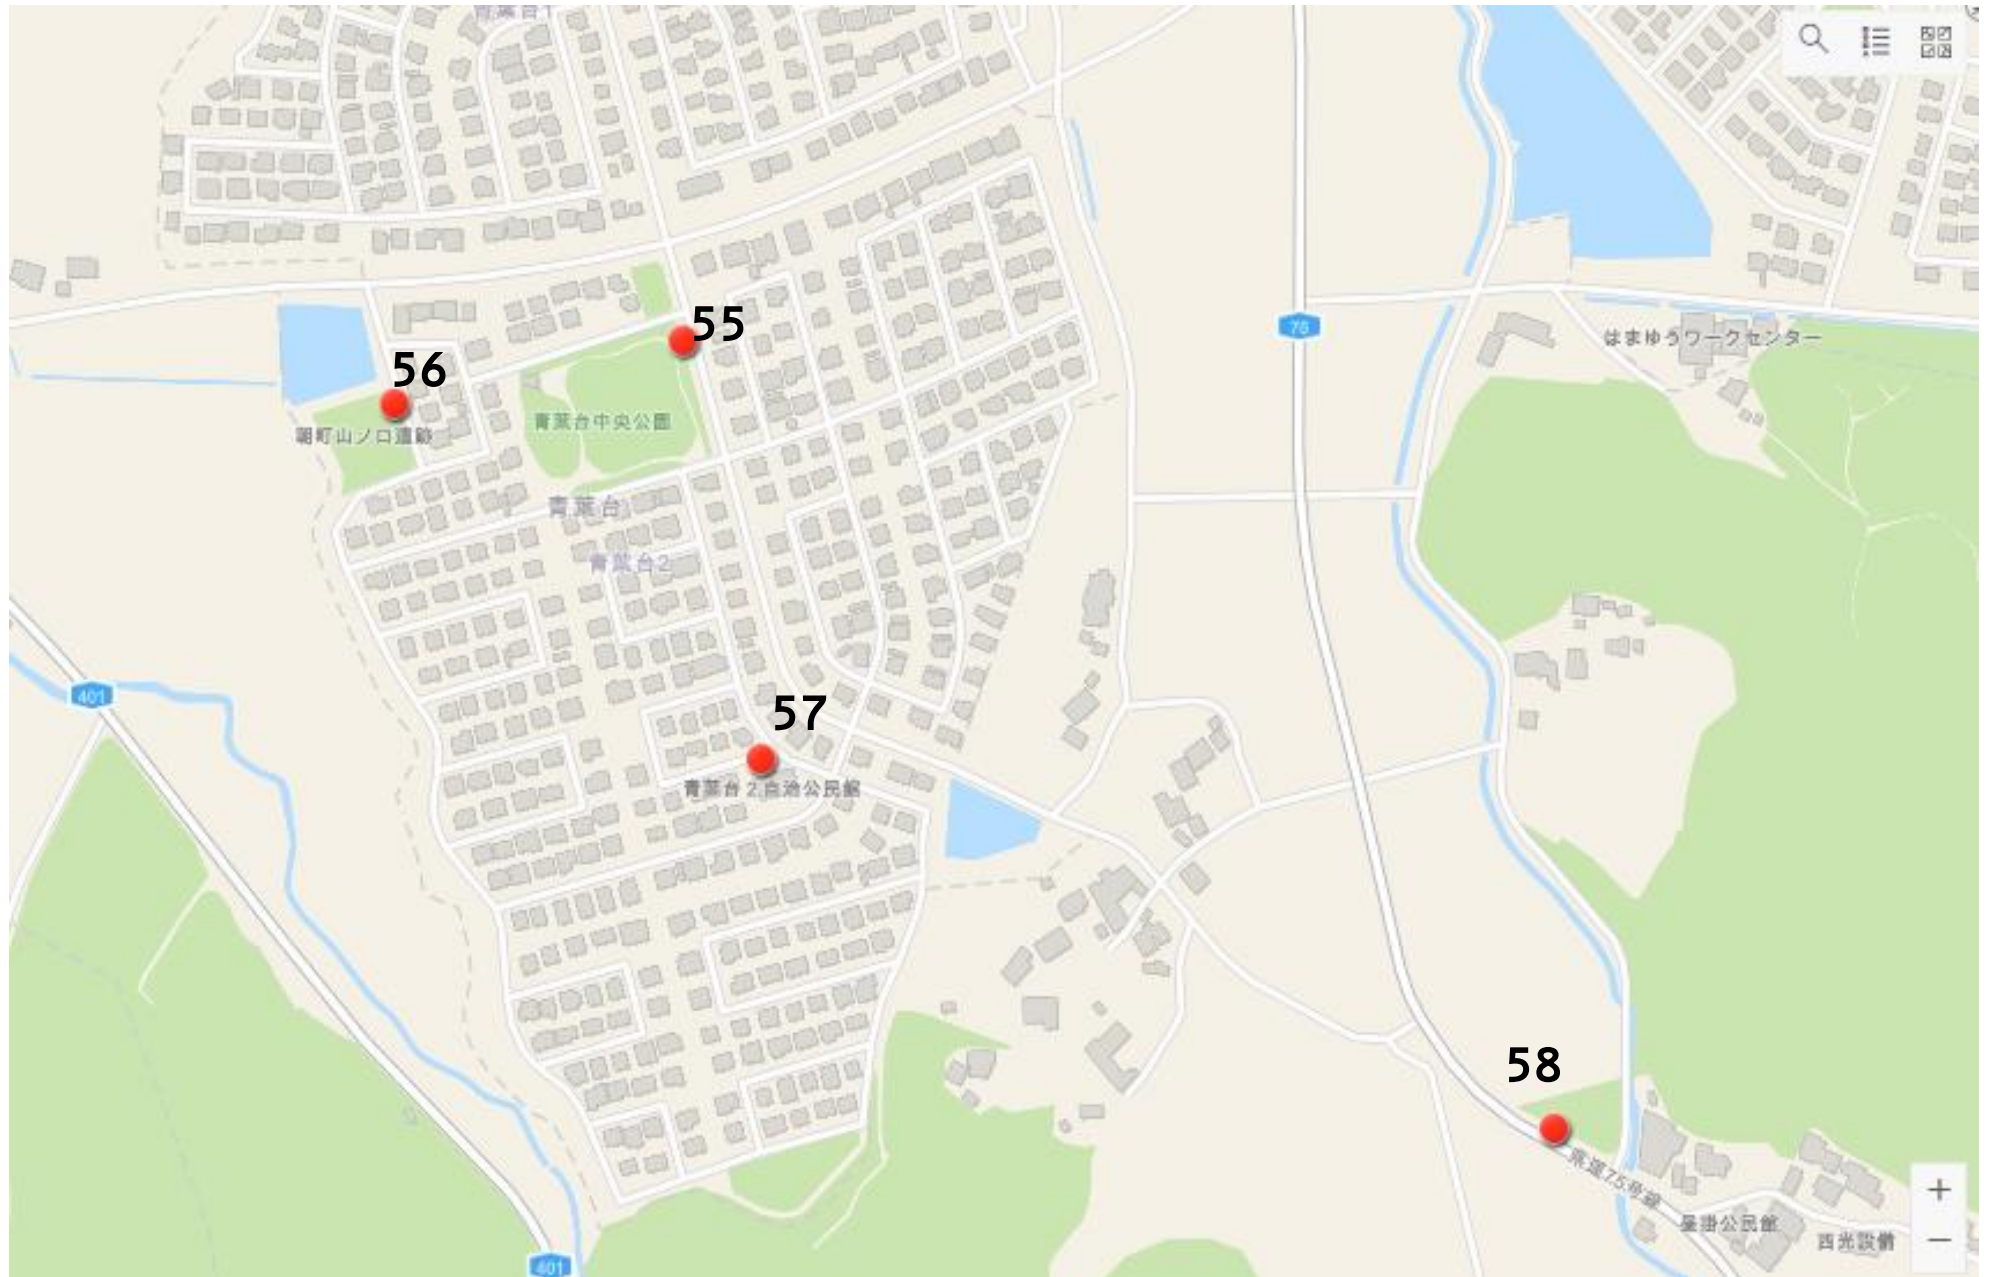 青葉台1
75
はまゆうワークセンター
55
56
青葉台中央公園
朝町山ノ口遺跡
青葉台
青葉台2
401
57
青葉台2自治公民館
58
県道75号線
星掛公民館
西光設備
401
+
−